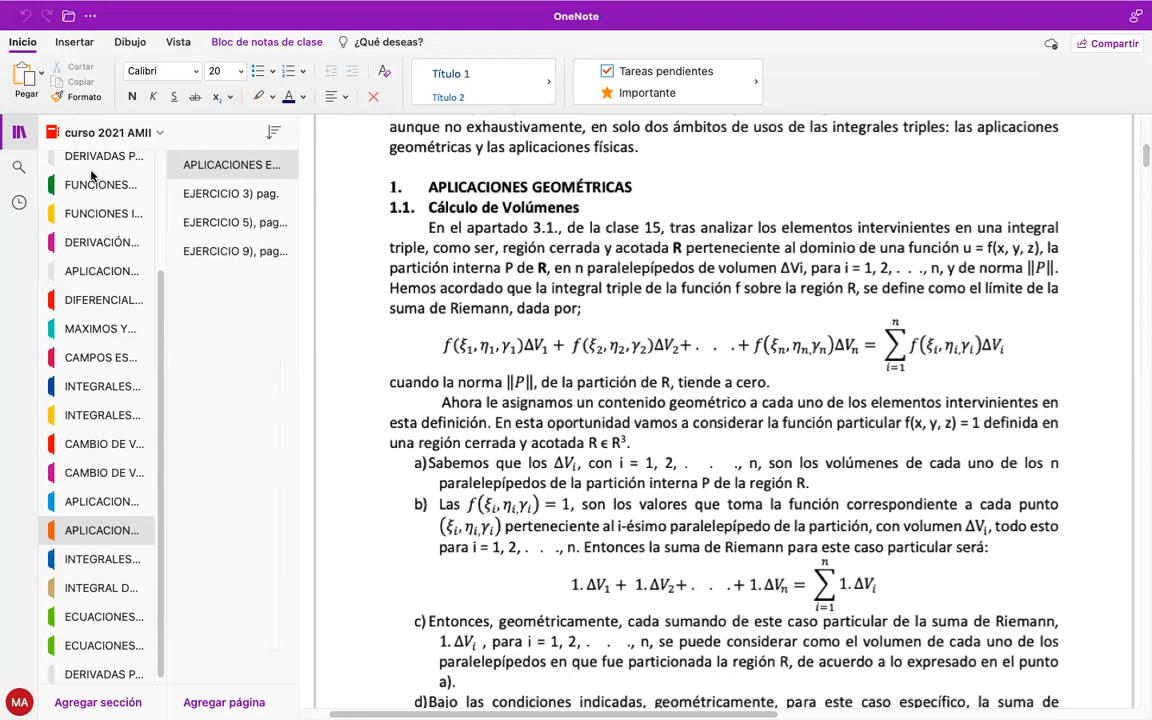 OneNote
Inicio Insertar Dibujo Vista Bloc de notas de clase ¿Qué deseas? Compartir
Pegar Cortar Copiar Formato
Calibri 20
N K S ab x₂ A
Título 1
Título 2
Tareas pendientes
Importante
curso 2021 AMII
DERIVADAS P...
FUNCIONES...
FUNCIONES I...
DERIVACIÓN...
APLICACION...
DIFERENCIAL...
MAXIMOS Y...
CAMPOS ES...
INTEGRALES...
INTEGRALES...
CAMBIO DE V...
CAMBIO DE V...
APLICACION...
APLICACION...
INTEGRALES...
INTEGRAL D...
ECUACIONES...
ECUACIONES...
DERIVADAS P...
MA
Agregar sección
APLICACIONES E...
EJERCICIO 3) pag.
EJERCICIO 5), pag...
EJERCICIO 9), pag...
Agregar página
aunque no exhaustivamente, en solo dos ámbitos de usos de las integrales triples: las aplicaciones
geométricas y las aplicaciones físicas.
1. APLICACIONES GEOMÉTRICAS
1.1. Cálculo de Volúmenes
En el apartado 3.1., de la clase 15, tras analizar los elementos intervinientes en una integral
triple, como ser, región cerrada y acotada R perteneciente al dominio de una función u = f(x, y, z), la
partición interna P de R, en n paralelepípedos de volumen ΔVi, para i = 1, 2, . . ., n, y de norma ‖P‖.
Hemos acordado que la integral triple de la función f sobre la región R, se define como el límite de la
suma de Riemann, dada por;
f(ξ₁, η₁, γ₁)ΔV₁ + f(ξ₂, η₂, γ₂)ΔV₂+ . . . +f(ξₙ, ηₙ, γₙ)ΔVₙ = ∑ⁿᵢ₌₁ f(ξᵢ, ηᵢ, γᵢ)ΔVᵢ
cuando la norma ‖P‖, de la partición de R, tiende a cero.
Ahora le asignamos un contenido geométrico a cada uno de los elementos intervinientes en
esta definición. En esta oportunidad vamos a considerar la función particular f(x, y, z) = 1 definida en
una región cerrada y acotada R ϵ R³.
a)Sabemos que los ΔVᵢ, con i = 1, 2, . . ., n, son los volúmenes de cada uno de los n
paralelepípedos de la partición interna P de la región R.
b) Las f(ξᵢ, ηᵢ, γᵢ) = 1, son los valores que toma la función correspondiente a cada punto
(ξᵢ, ηᵢ, γᵢ) perteneciente al i-ésimo paralelepípedo de la partición, con volumen ΔVᵢ, todo esto
para i = 1, 2, . . ., n. Entonces la suma de Riemann para este caso particular será:
1. ΔV₁ + 1. ΔV₂+ . . . + 1. ΔVₙ = ∑ⁿᵢ₌₁ 1. ΔVᵢ
c) Entonces, geométricamente, cada sumando de este caso particular de la suma de Riemann,
1. ΔVᵢ , para i = 1, 2, . . ., n, se puede considerar como el volumen de cada uno de los
paralelepípedos en que fue particionada la región R, de acuerdo a lo expresado en el punto
a).
d)Bajo las condiciones indicadas, geométricamente, para este caso específico, la suma de